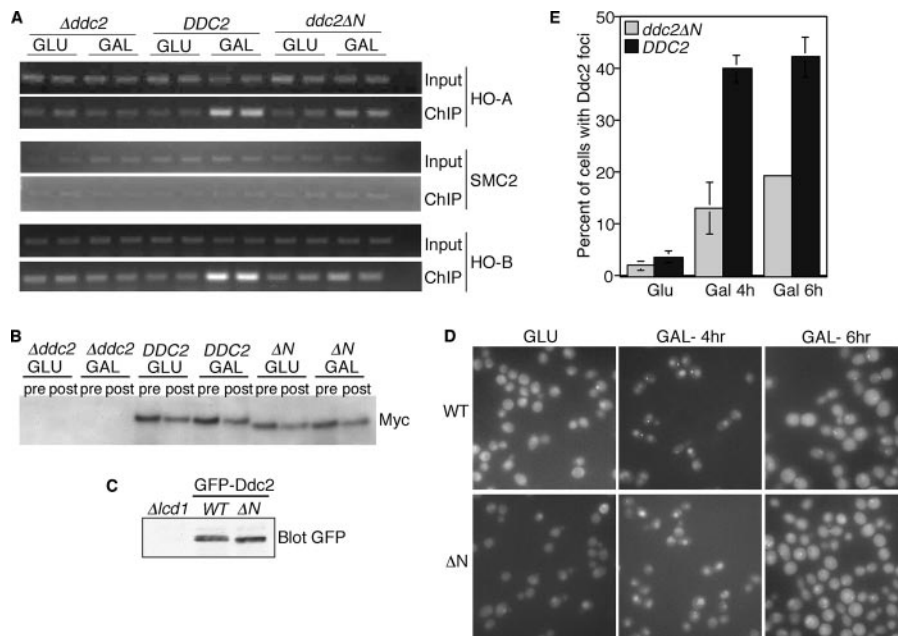 A
Δddc2 DDC2 ddc2ΔN
GLU GAL GLU GAL GLU GAL
Input
HO-A
ChIP
Input
SMC2
ChIP
Input
HO-B
ChIP
B
Δddc2 Δddc2 DDC2 DDC2 ΔN ΔN
GLU GAL GLU GAL GLU GAL
pre post pre post pre post pre post pre post pre post
Myc
C
GFP-Ddc2
Δlcd1 WT ΔN
Blot GFP
E
ddc2ΔN
DDC2
Percent of cells with Ddc2 foci
50
40
30
20
10
0
Glu Gal 4h Gal 6h
D
GLU GAL- 4hr GAL- 6hr
WT
ΔN